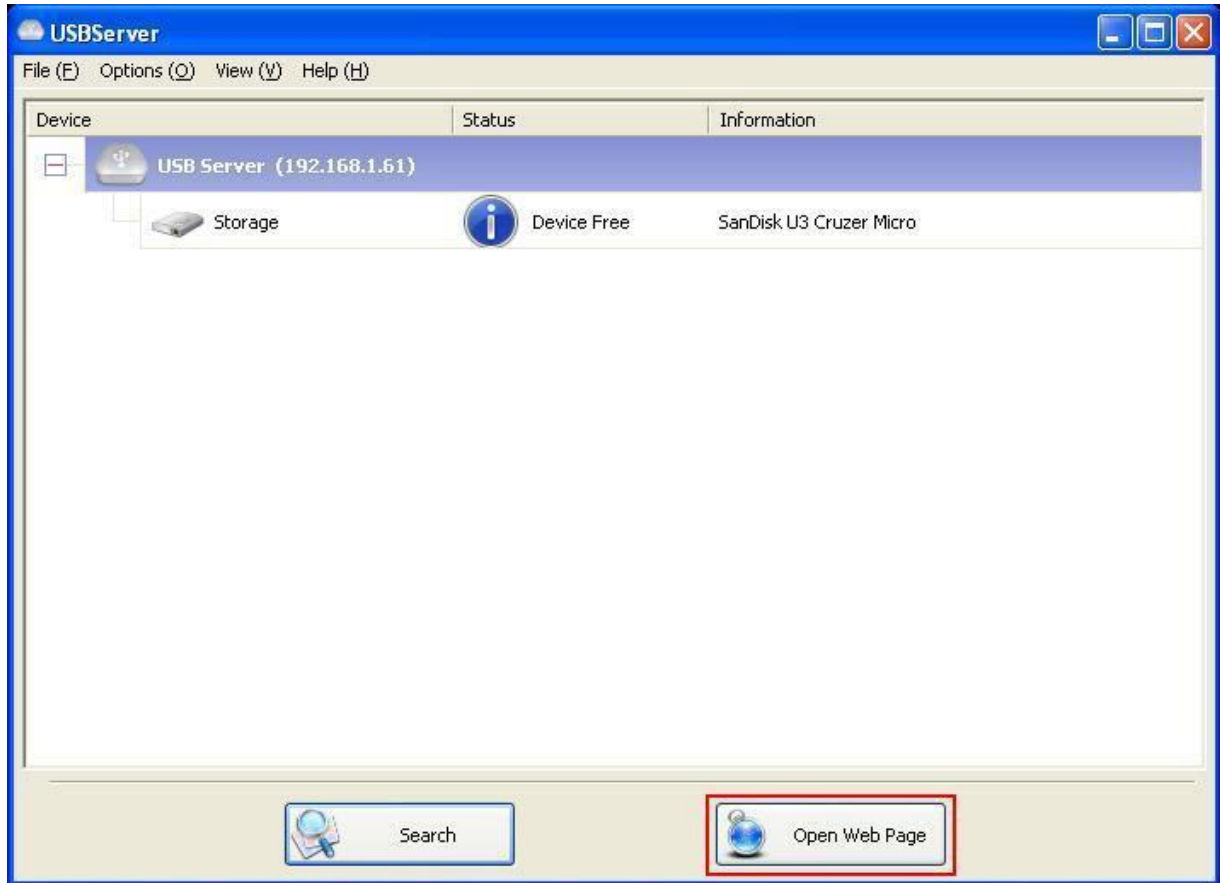 USBServer
File (F) Options (O) View (V) Help (H)
Device Status Information
USB Server (192.168.1.61)
Storage Device Free SanDisk U3 Cruzer Micro
Search Open Web Page